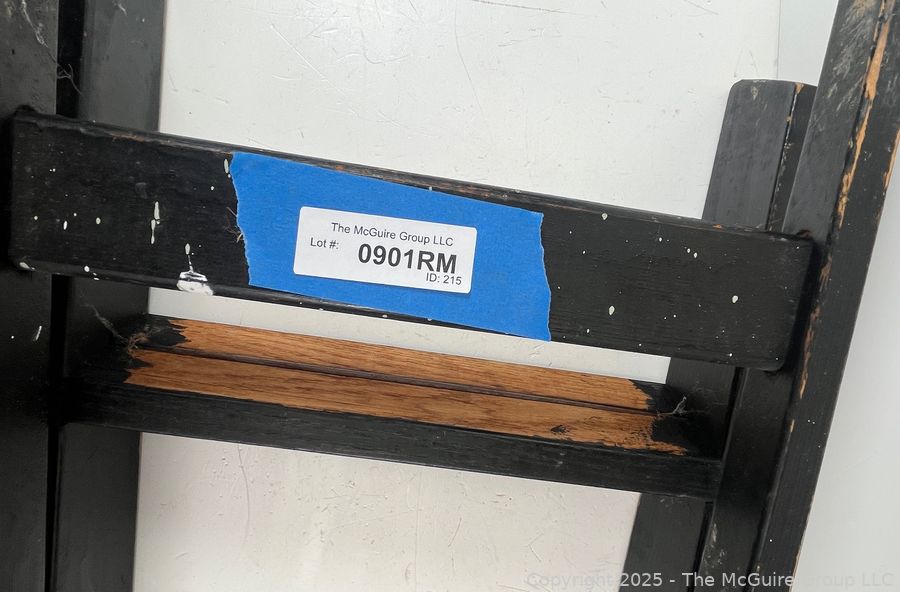 The McGuire Group LLC
Lot #: 0901RM
ID: 215
Copyright 2025 - The McGuire Group LLC